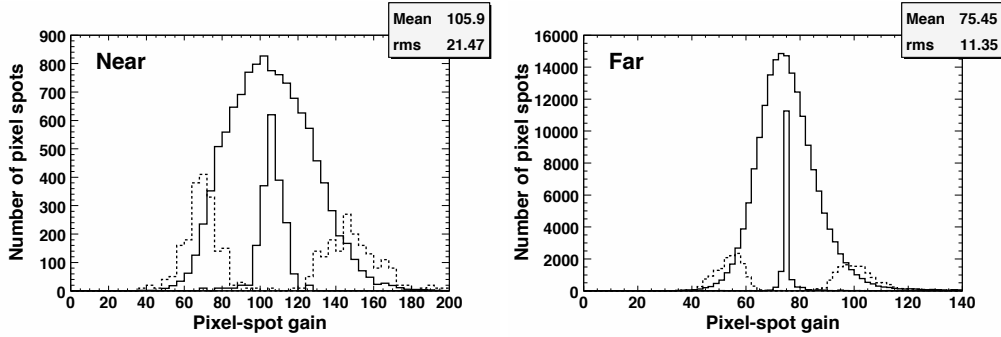 Mean 105.9
rms 21.47
Near
Number of pixel spots
900
800
700
600
500
400
300
200
100
0
0 20 40 60 80 100 120 140 160 180 200
Pixel-spot gain
Mean 75.45
rms 11.35
Far
Number of pixel spots
16000
14000
12000
10000
8000
6000
4000
2000
0
0 20 40 60 80 100 120 140
Pixel-spot gain